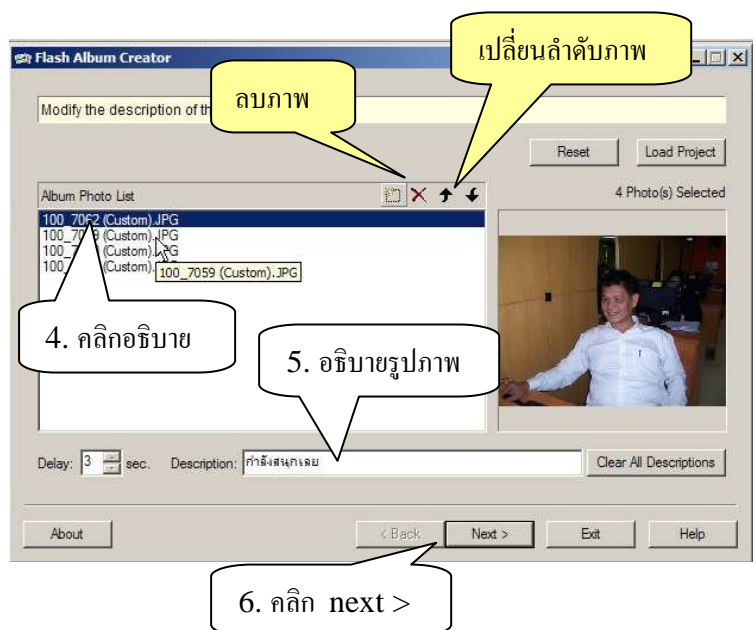 เปลี่ยนลำดับภาพ
Flash Album Creator
ลบภาพ
Modify the description of th
Reset
Load Project
Album Photo List
4 Photo(s) Selected
100_7062 (Custom).JPG
(Custom).JPG
(Custom).
(Custom).
100_7059 (Custom).JPG
4. คลิกอธิบาย
5. อธิบายรูปภาพ
Delay: 3 sec.
Description: กำลังสนุกเลย
Clear All Descriptions
About
< Back
Next >
Exit
Help
6. คลิก next >